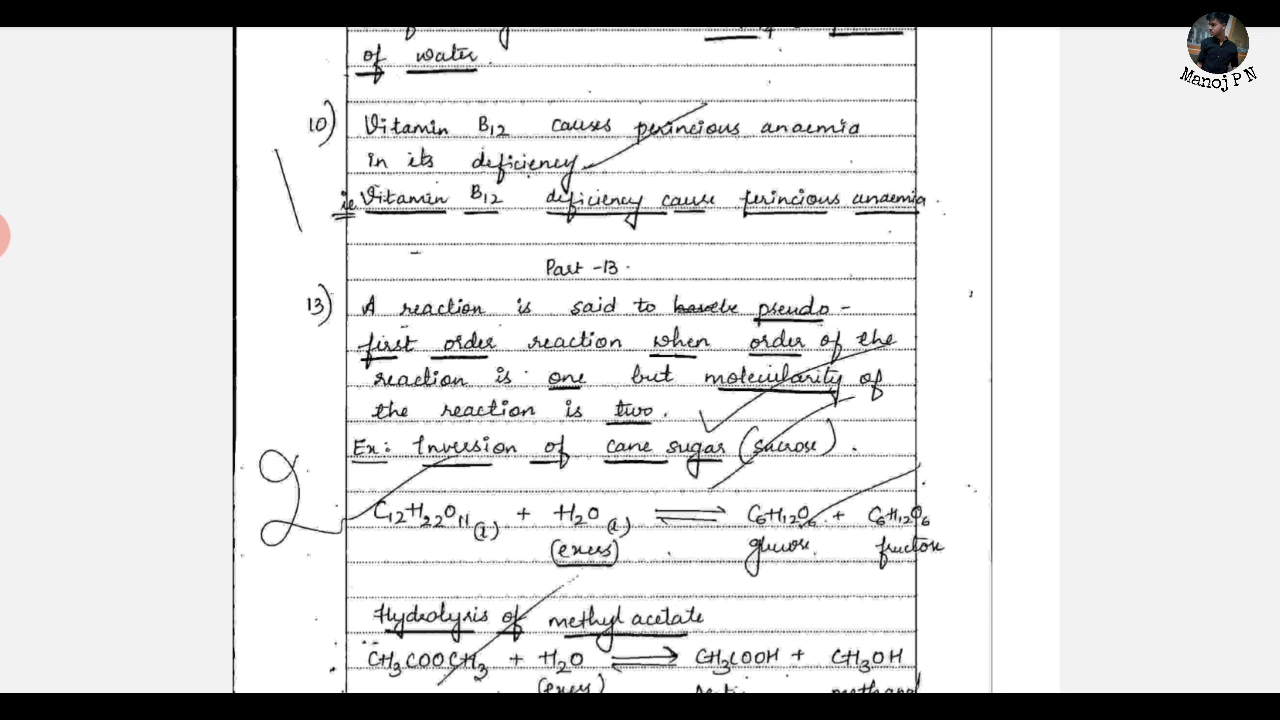 of water.
10) Vitamin B12 causes perincious anaemia
in its deficiency
ie Vitamin B12 deficiency cause perincious anaemia.
Part -B.
13) A reaction is said to be pseudo-
first order reaction when order of the
reaction is one but molecularity of
the reaction is two.
Ex: Inversion of cane sugar (sucrose).
2
C12H22O11(l) + H2O(l) ⇌ C6H12O6 + C6H12O6
(excess) glucose. fructose
Hydrolysis of methyl acetate
CH3COOCH3 + H2O ⇌ CH3COOH + CH3OH
(excess) methanol
Manoj P N